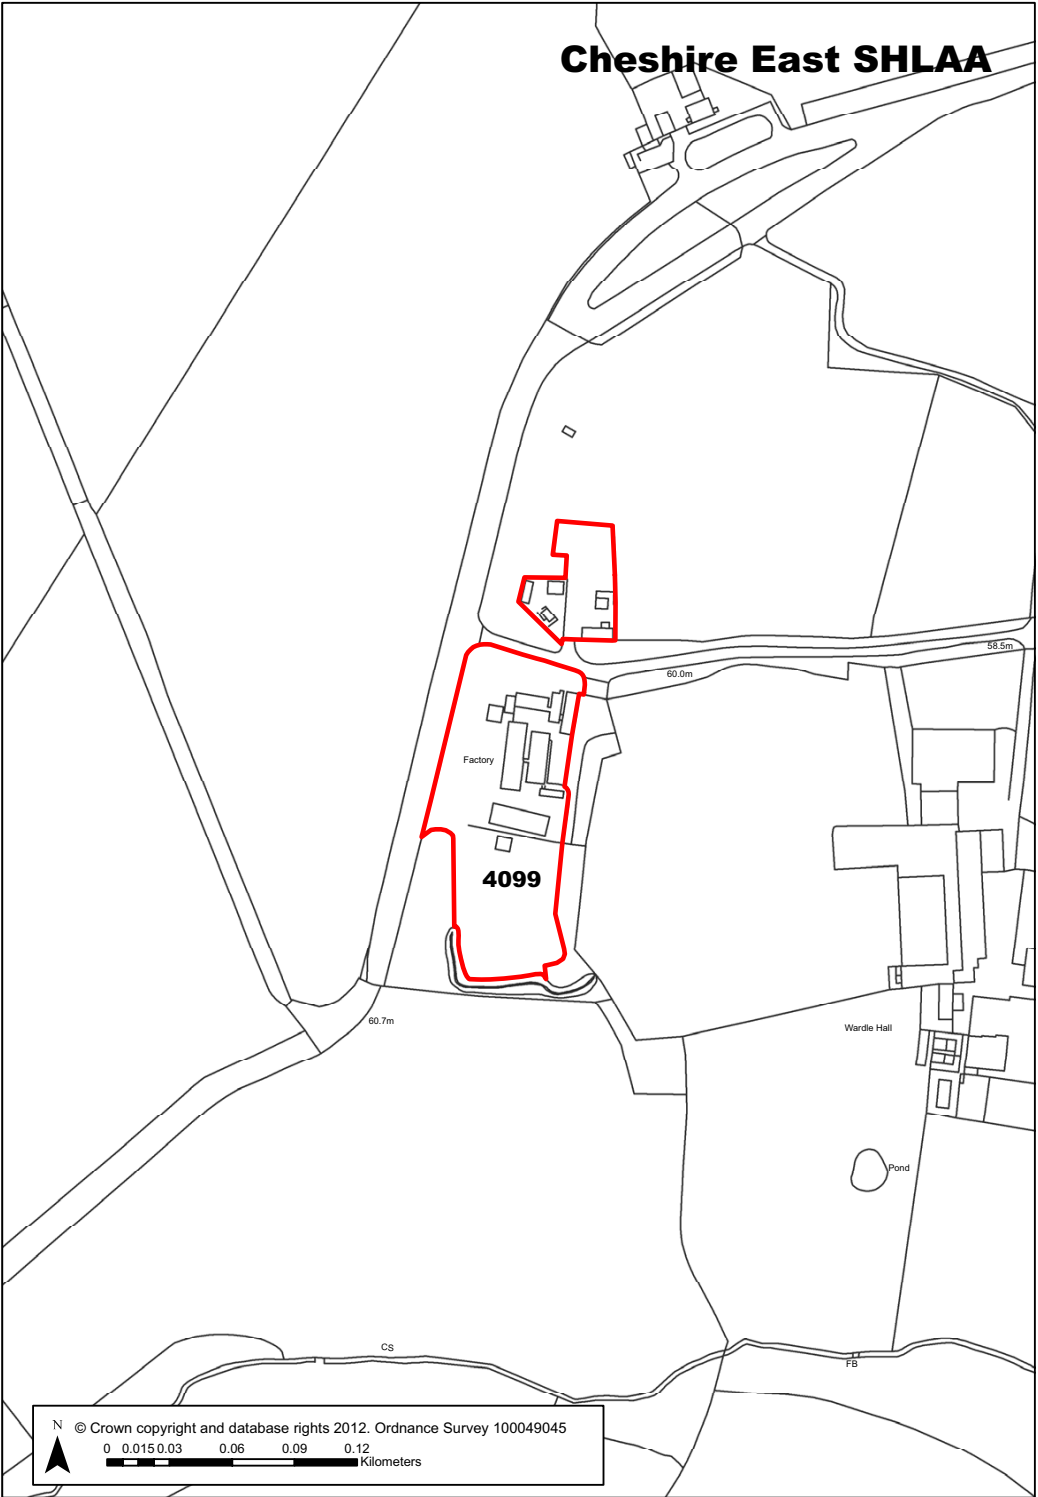 Cheshire East SHLAA
58.5m
60.0m
Factory
4099
60.7m
Wardle Hall
Pond
CS
FB
N
© Crown copyright and database rights 2012. Ordnance Survey 100049045
0 0.015 0.03 0.06 0.09 0.12
Kilometers